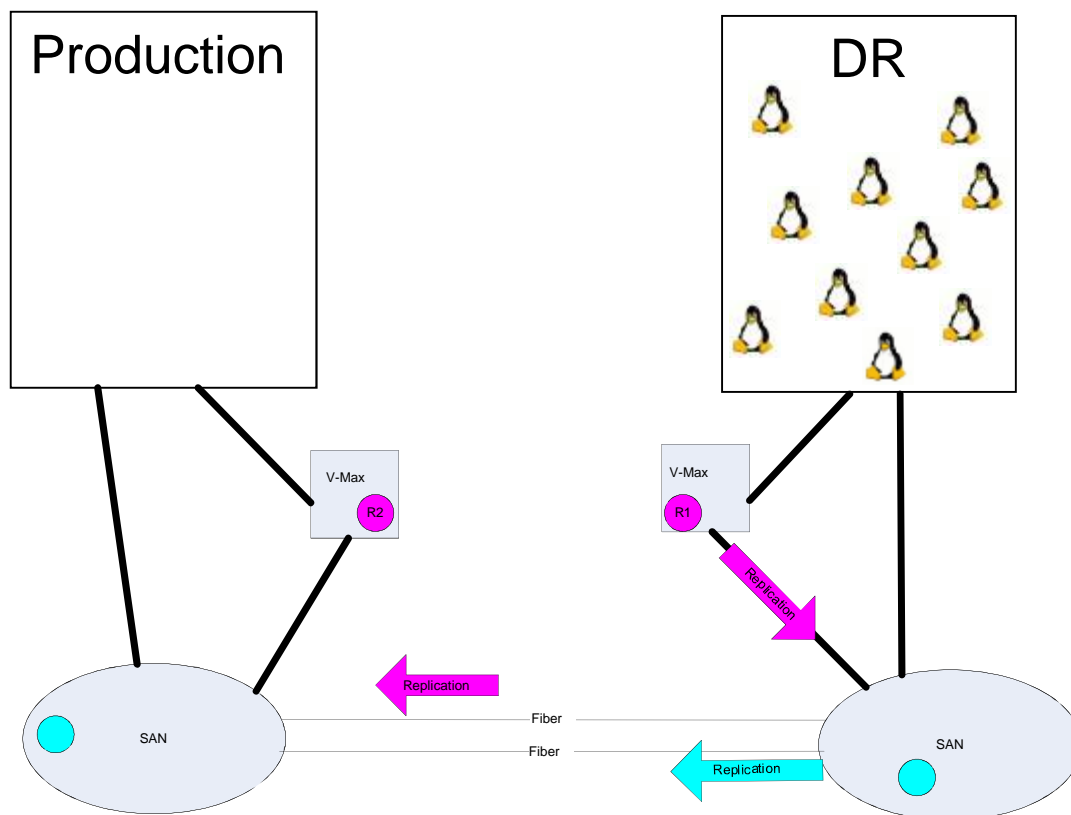 Production
DR
V-Max
R2
V-Max
R1
Replication
Replication
Fiber
SAN
Fiber
SAN
Replication